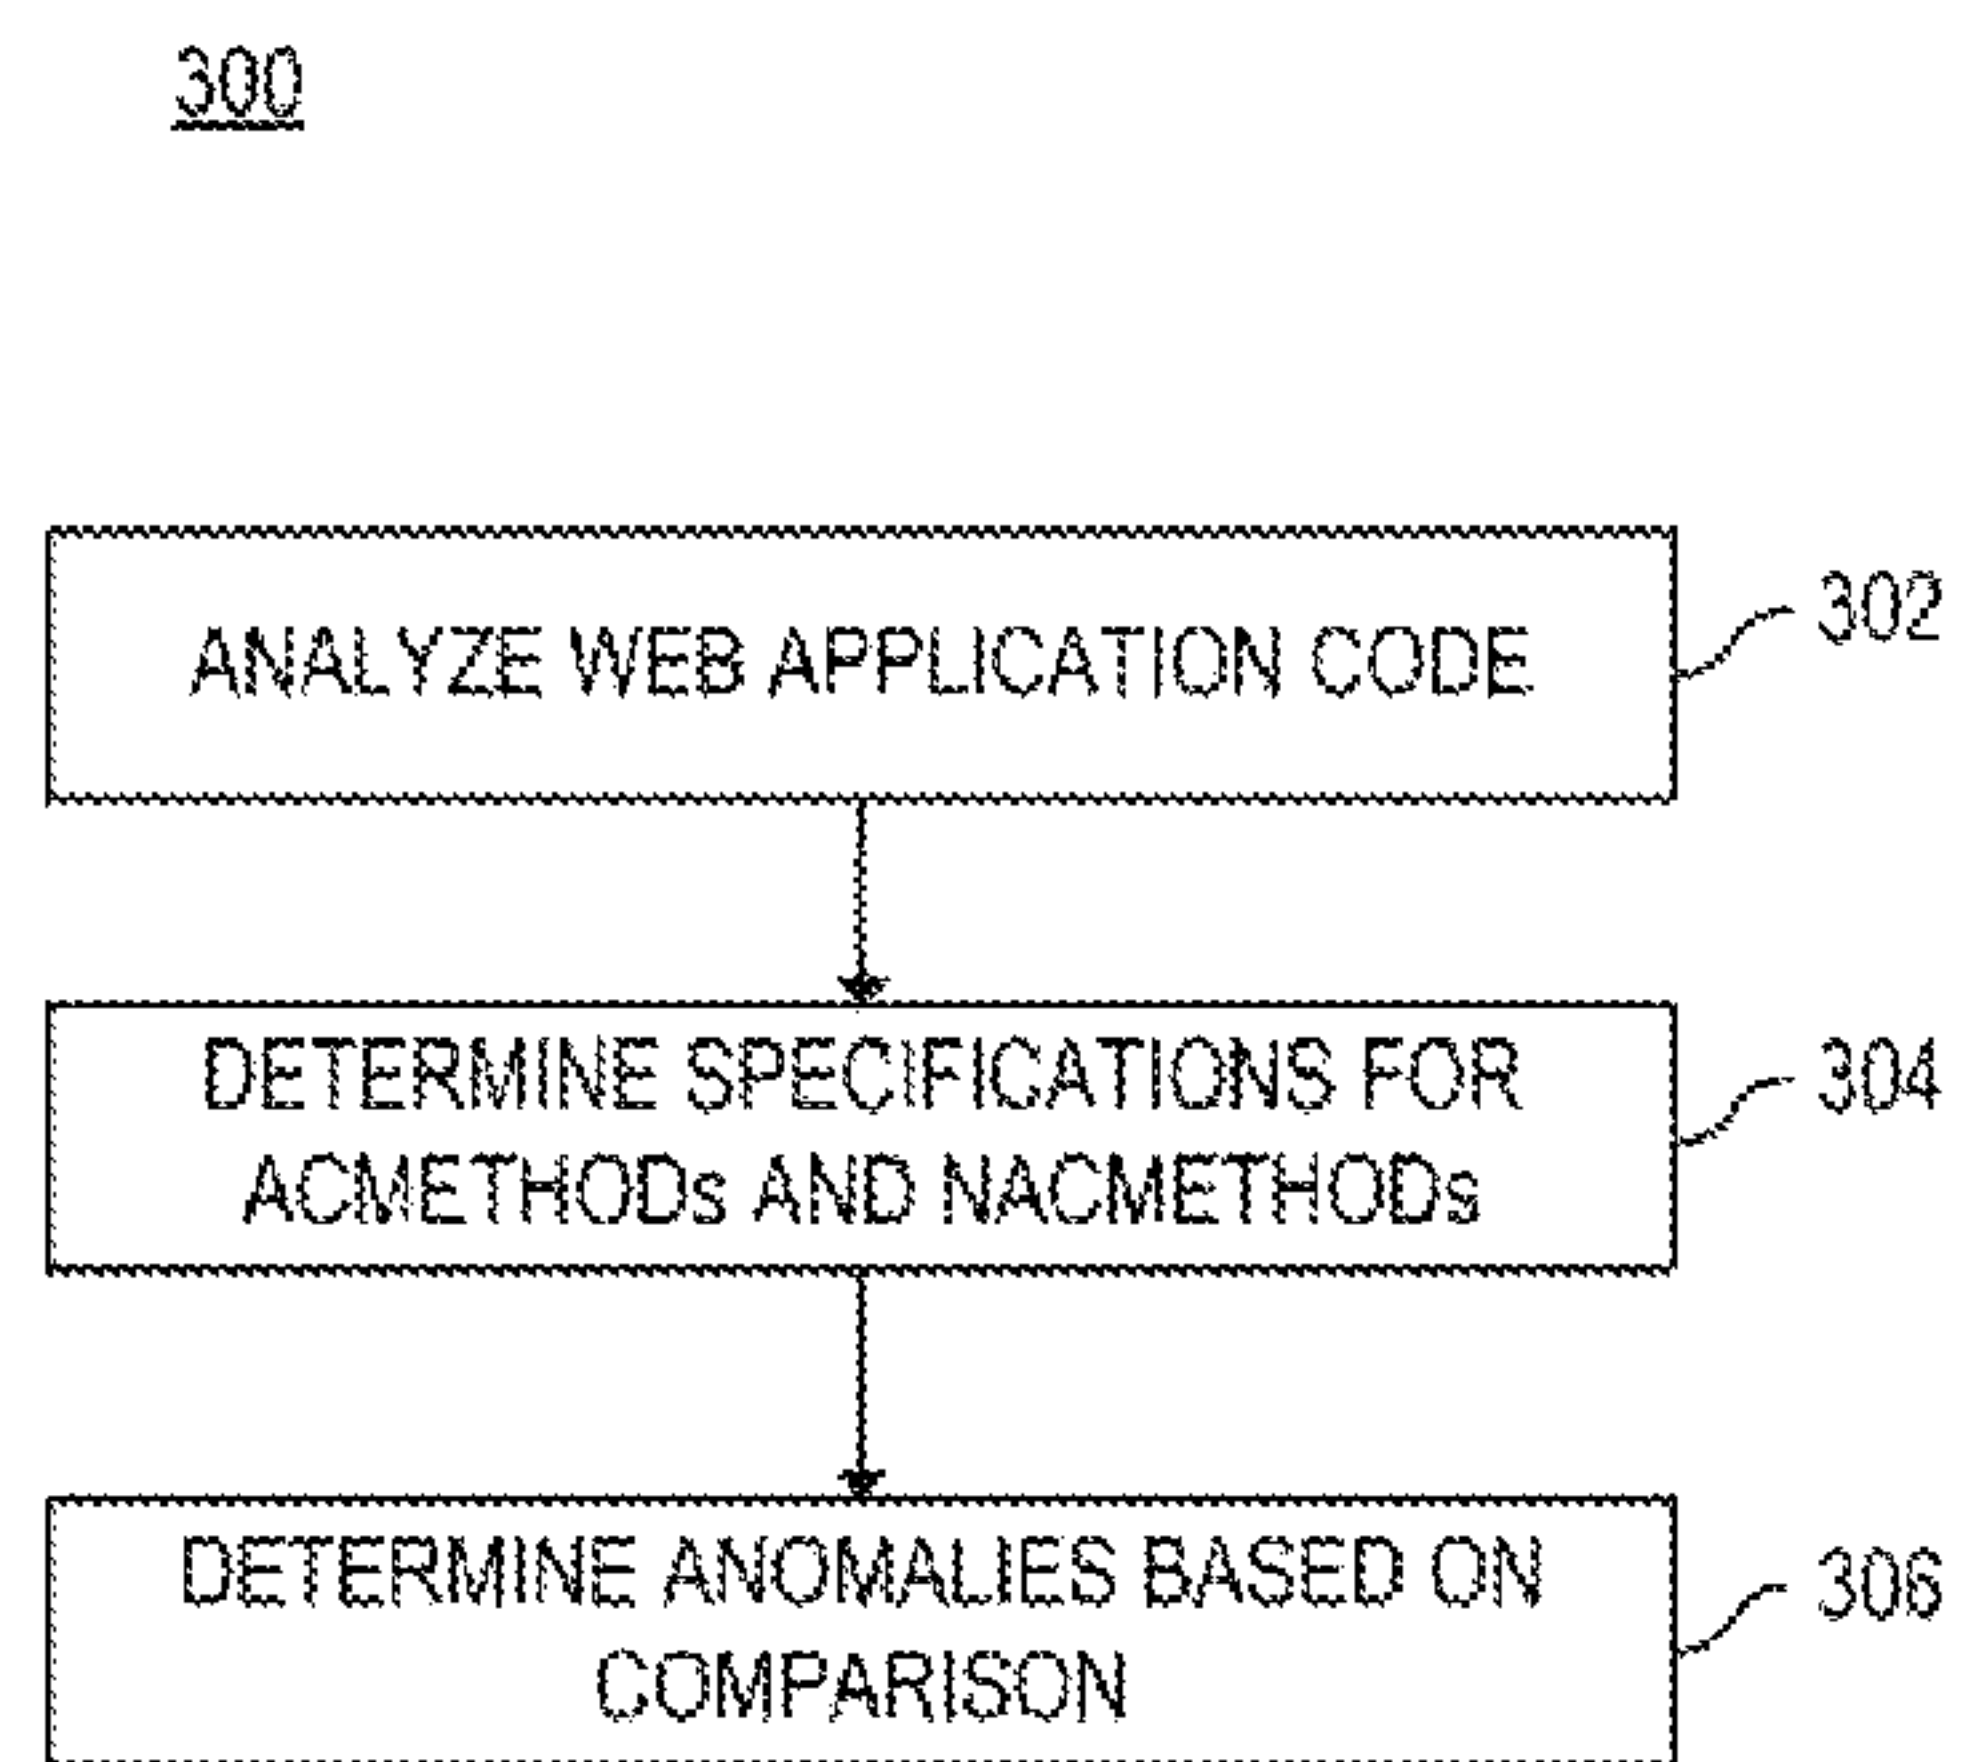 300
ANALYZE WEB APPLICATION CODE
302
DETERMINE SPECIFICATIONS FOR
ACMETHODs AND NACMETHODs
304
DETERMINE ANOMALIES BASED ON
COMPARISON
306